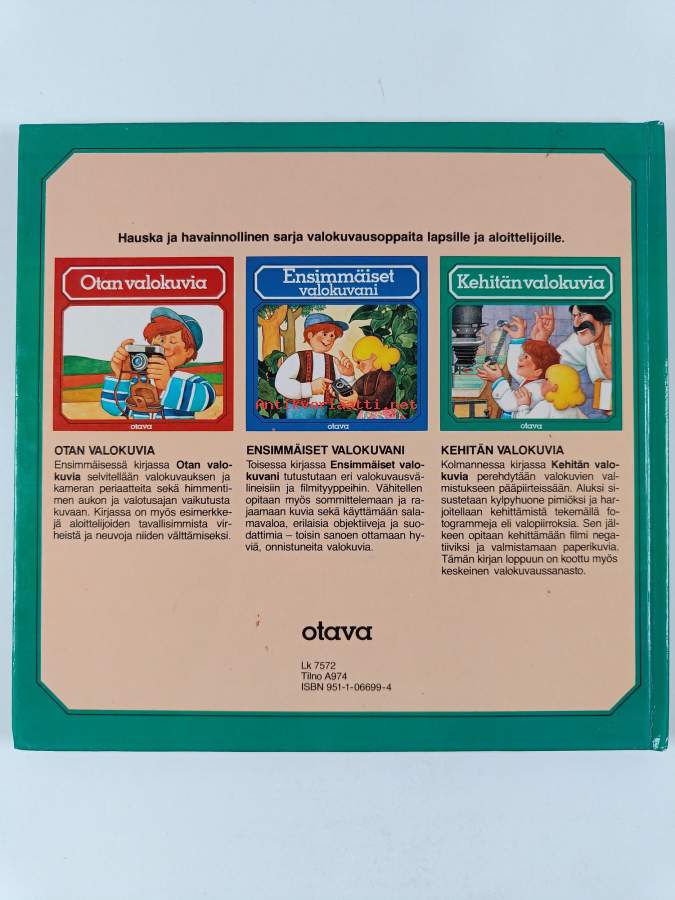 Hauska ja havainnollinen sarja valokuvausoppaita lapsille ja aloittelijoille.
Otan valokuvia
otava
Ensimmäiset
valokuvani
otava
Kehitän valokuvia
otava
Antikvariaatti.net
OTAN VALOKUVIA
Ensimmäisessä kirjassa Otan valo-
kuvia selvitellään valokuvauksen ja
kameran periaatteita sekä himmenti-
men aukon ja valotusajan vaikutusta
kuvaan. Kirjassa on myös esimerkke-
jä aloittelijoiden tavallisimmista vir-
heistä ja neuvoja niiden välttämiseksi.
ENSIMMÄISET VALOKUVANI
Toisessa kirjassa Ensimmäiset valo-
kuvani tutustutaan eri valokuvausvä-
lineisiin ja filmityyppeihin. Vähitellen
opitaan myös sommittelemaan ja ra-
jaamaan kuvia sekä käyttämään sala-
mavaloa, erilaisia objektiiveja ja suo-
dattimia – toisin sanoen ottamaan hy-
viä, onnistuneita valokuvia.
KEHITÄN VALOKUVIA
Kolmannessa kirjassa Kehitän valo-
kuvia perehdytään valokuvien val-
mistukseen pääpiirteissään. Aluksi si-
sustetaan kylpyhuone pimiöksi ja har-
joitellaan kehittämistä tekemällä fo-
togrammeja eli valopiirroksia. Sen jäl-
keen opitaan kehittämään filmi nega-
tiiviksi ja valmistamaan paperikuvia.
Tämän kirjan loppuun on koottu myös
keskeinen valokuvaussanasto.
otava
Lk 7572
Tilno A974
ISBN 951-1-06699-4